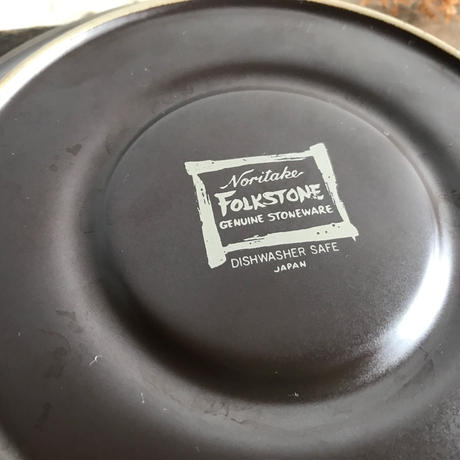 Noritake
FOLKSTONE
GENUINE STONEWARE
DISHWASHER SAFE
JAPAN